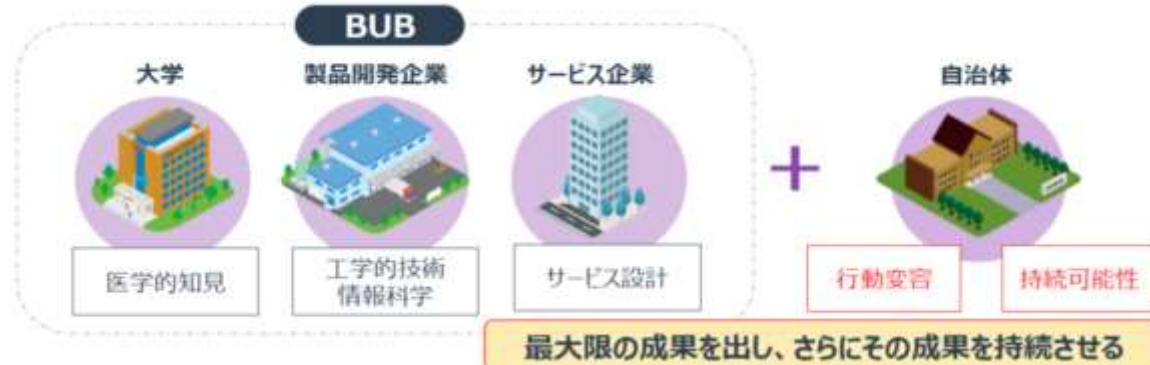 BUB
大学
製品開発企業
サービス企業
自治体
+
医学的知見
工学的技術
情報科学
サービス設計
行動変容
持続可能性
最大限の成果を出し、さらにその成果を持続させる